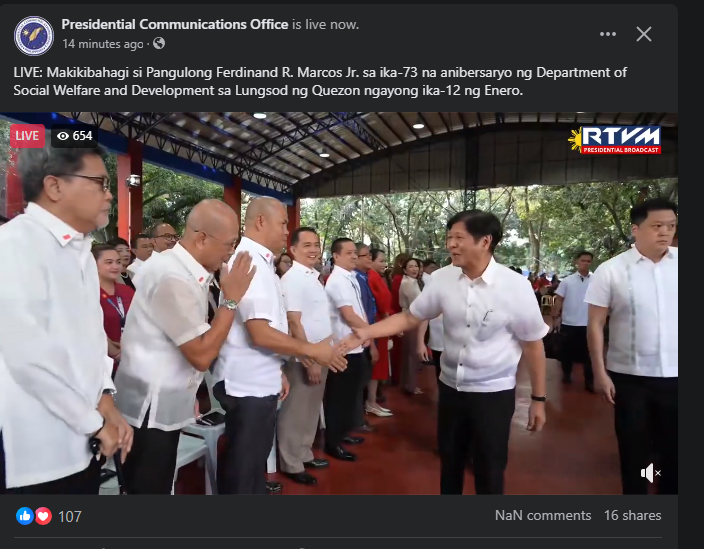 Presidential Communications Office is live now.
14 minutes ago ·
LIVE: Makikibahagi si Pangulong Ferdinand R. Marcos Jr. sa ika-73 na anibersaryo ng Department of
Social Welfare and Development sa Lungsod ng Quezon ngayong ika-12 ng Enero.
LIVE 654
RTVM
PRESIDENTIAL BROADCAST
107 NaN comments 16 shares